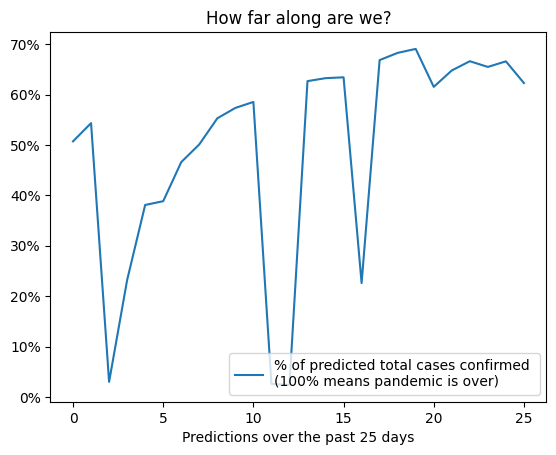 How far along are we?
70%
60%
50%
40%
30%
20%
10%
0%
% of predicted total cases confirmed
(100% means pandemic is over)
0 5 10 15 20 25
Predictions over the past 25 days